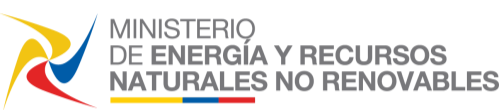 MINISTERIO
DE ENERGÍA Y RECURSOS
NATURALES NO RENOVABLES